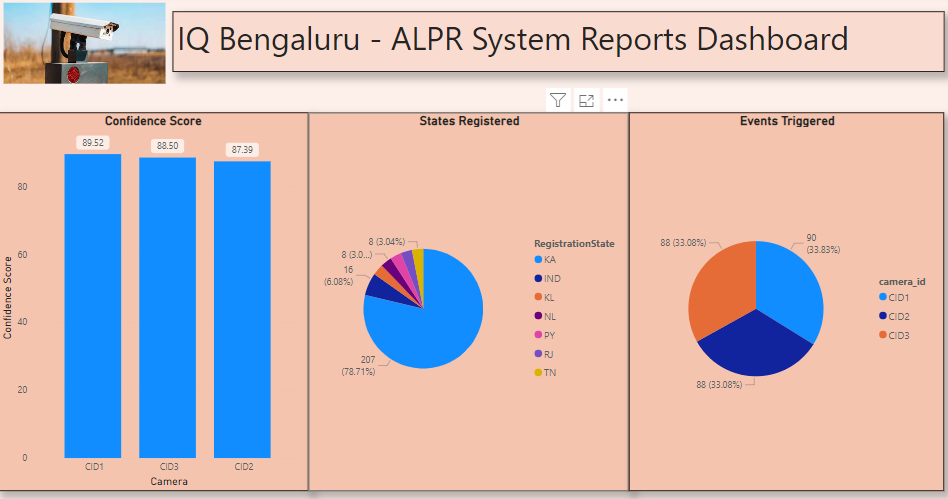 IQ Bengaluru - ALPR System Reports Dashboard
Confidence Score
89.52
88.50
87.39
80
60
40
20
0
Confidence Score
CID1
CID3
CID2
Camera
States Registered
8 (3.04%)
8 (3.0...)
16
(6.08%)
207
(78.71%)
RegistrationState
KA
IND
KL
NL
PY
RJ
TN
Events Triggered
88 (33.08%)
90
(33.83%)
88 (33.08%)
camera_id
CID1
CID2
CID3